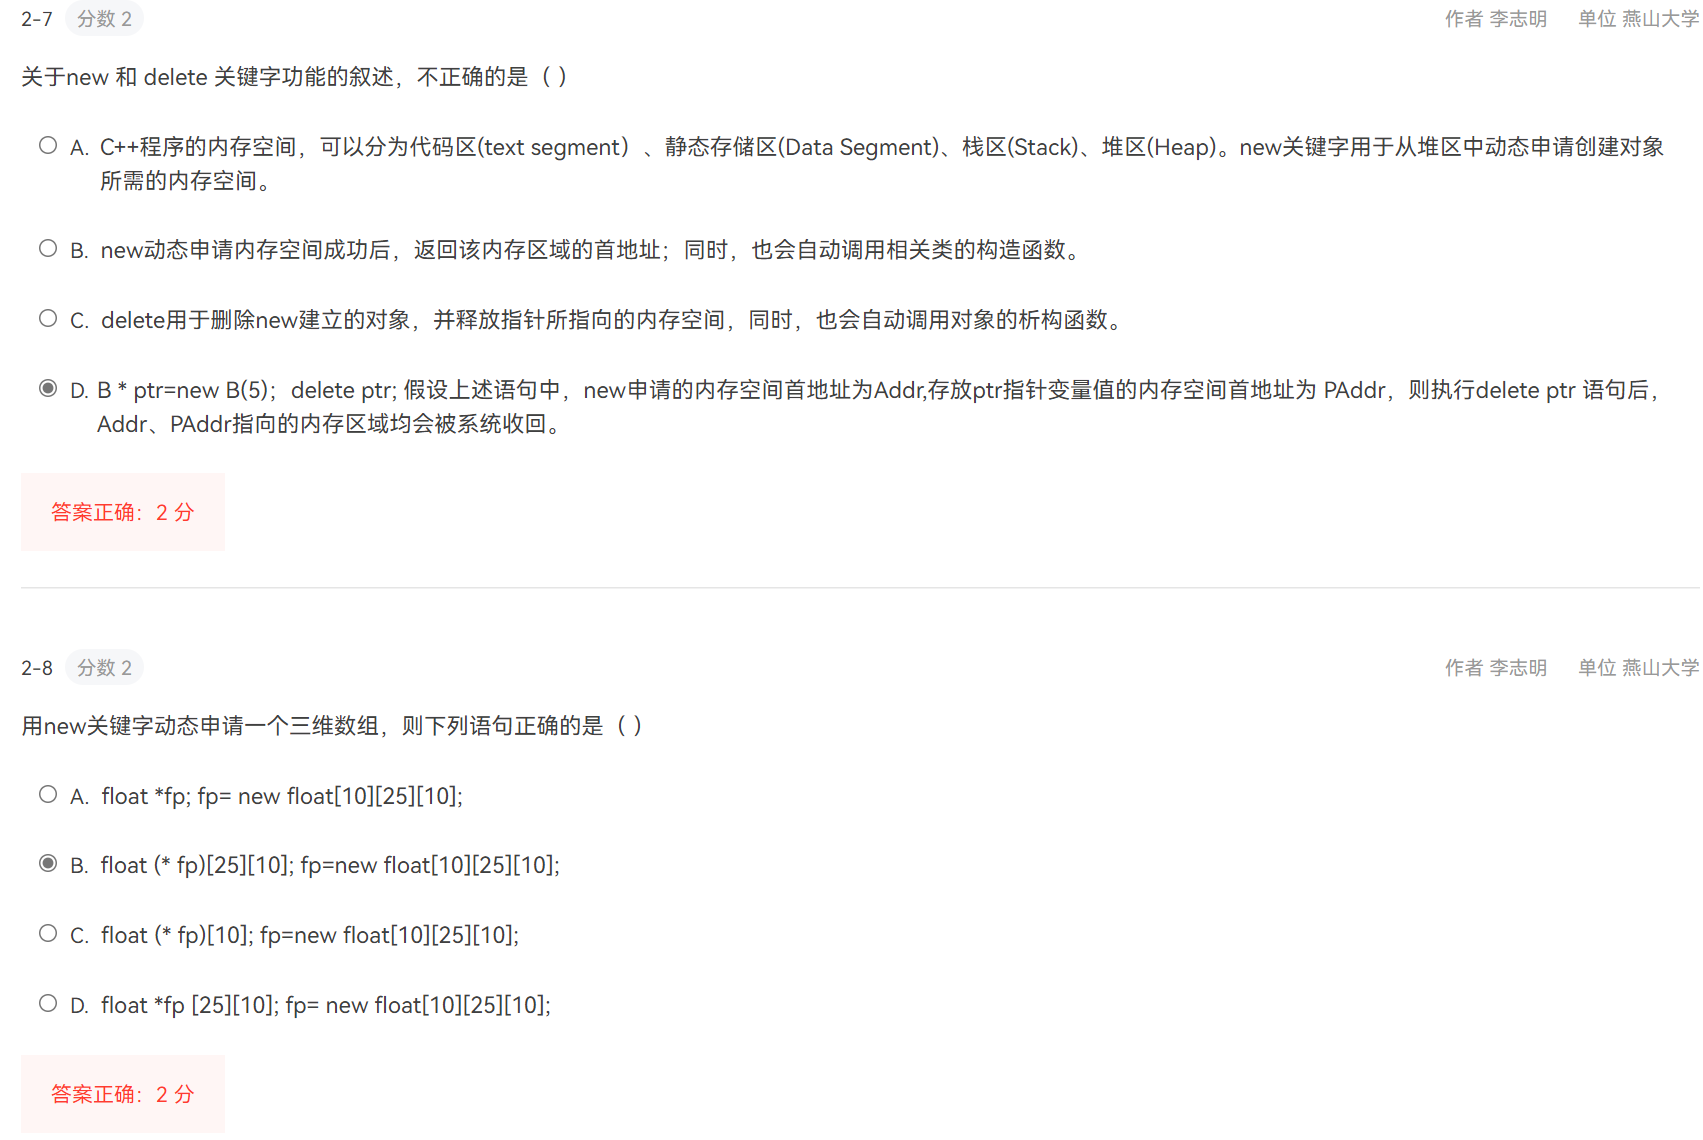 2-7 分数 2 作者 李志明 单位 燕山大学
关于new 和 delete 关键字功能的叙述，不正确的是（ ）
A. C++程序的内存空间，可以分为代码区(text segment）、静态存储区(Data Segment)、栈区(Stack)、堆区(Heap)。new关键字用于从堆区中动态申请创建对象
所需的内存空间。
B. new动态申请内存空间成功后，返回该内存区域的首地址；同时，也会自动调用相关类的构造函数。
C. delete用于删除new建立的对象，并释放指针所指向的内存空间，同时，也会自动调用对象的析构函数。
D. B * ptr=new B(5)；delete ptr; 假设上述语句中，new申请的内存空间首地址为Addr,存放ptr指针变量值的内存空间首地址为 PAddr，则执行delete ptr 语句后，
Addr、PAddr指向的内存区域均会被系统收回。
答案正确：2 分
2-8 分数 2 作者 李志明 单位 燕山大学
用new关键字动态申请一个三维数组，则下列语句正确的是（ ）
A. float *fp; fp= new float[10][25][10];
B. float (* fp)[25][10]; fp=new float[10][25][10];
C. float (* fp)[10]; fp=new float[10][25][10];
D. float *fp [25][10]; fp= new float[10][25][10];
答案正确：2 分